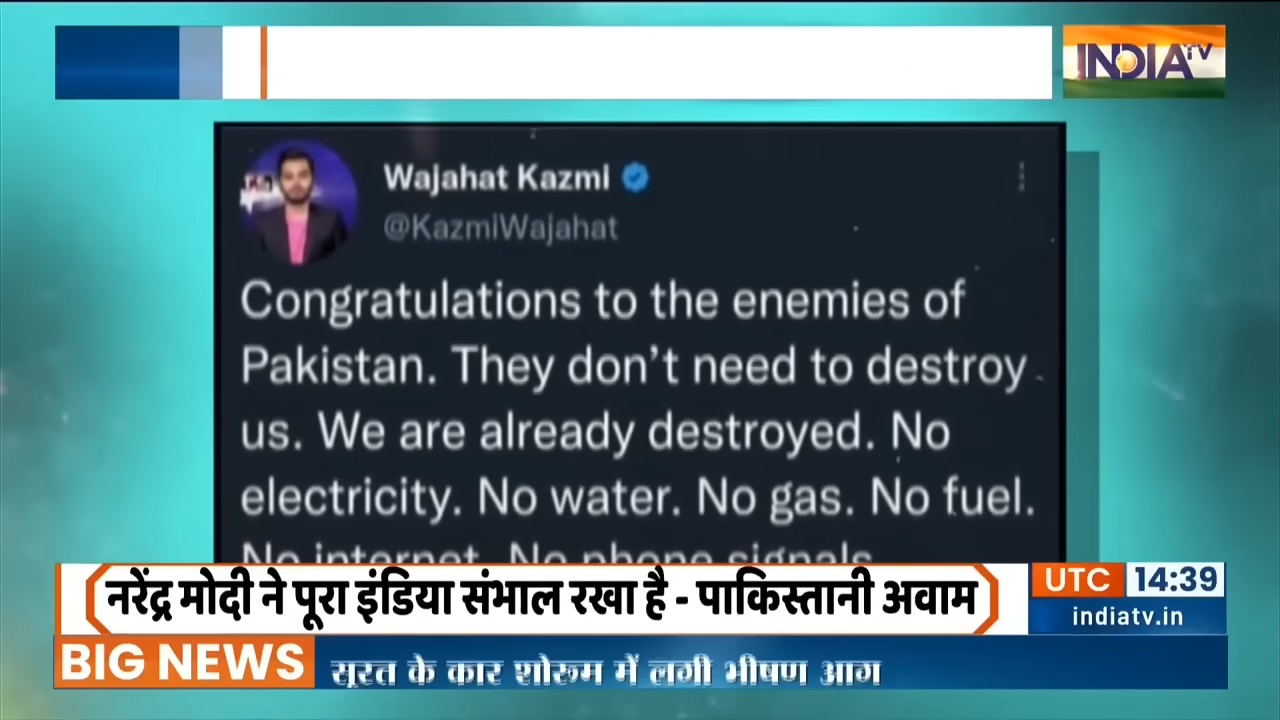 INDIA TV
Wajahat Kazmi
@KazmiWajahat
Congratulations to the enemies of
Pakistan. They don't need to destroy
us. We are already destroyed. No
electricity. No water. No gas. No fuel.
No internet. No phone signals.
नरेंद्र मोदी ने पूरा इंडिया संभाल रखा है - पाकिस्तानी अवाम
UTC 14:39
indiatv.in
BIG NEWS
सूरत के कार शोरूम में लगी भीषण आग